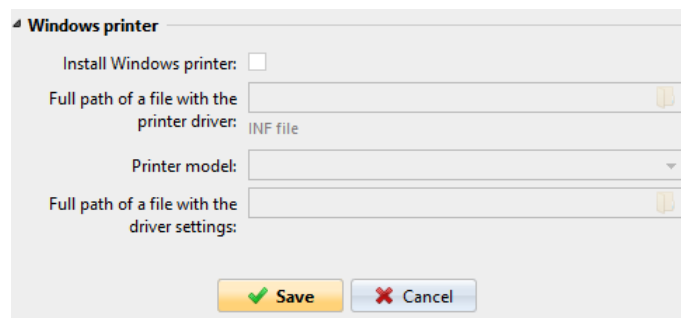 Windows printer
Install Windows printer:
Full path of a file with the
printer driver:
INF file
Printer model:
Full path of a file with the
driver settings:
Save
Cancel